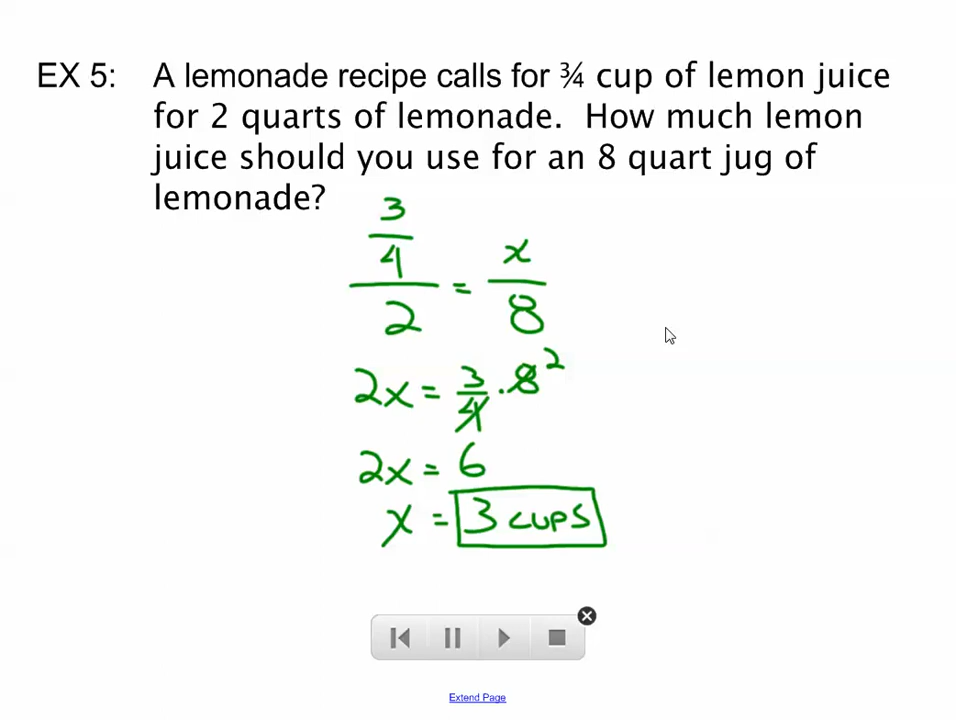 EX 5: A lemonade recipe calls for ¾ cup of lemon juice
for 2 quarts of lemonade. How much lemon
juice should you use for an 8 quart jug of
lemonade?
3
4
2
=
x
8
2x = 3/4 · 8 2
2x = 6
x = 3 cups
Extend Page